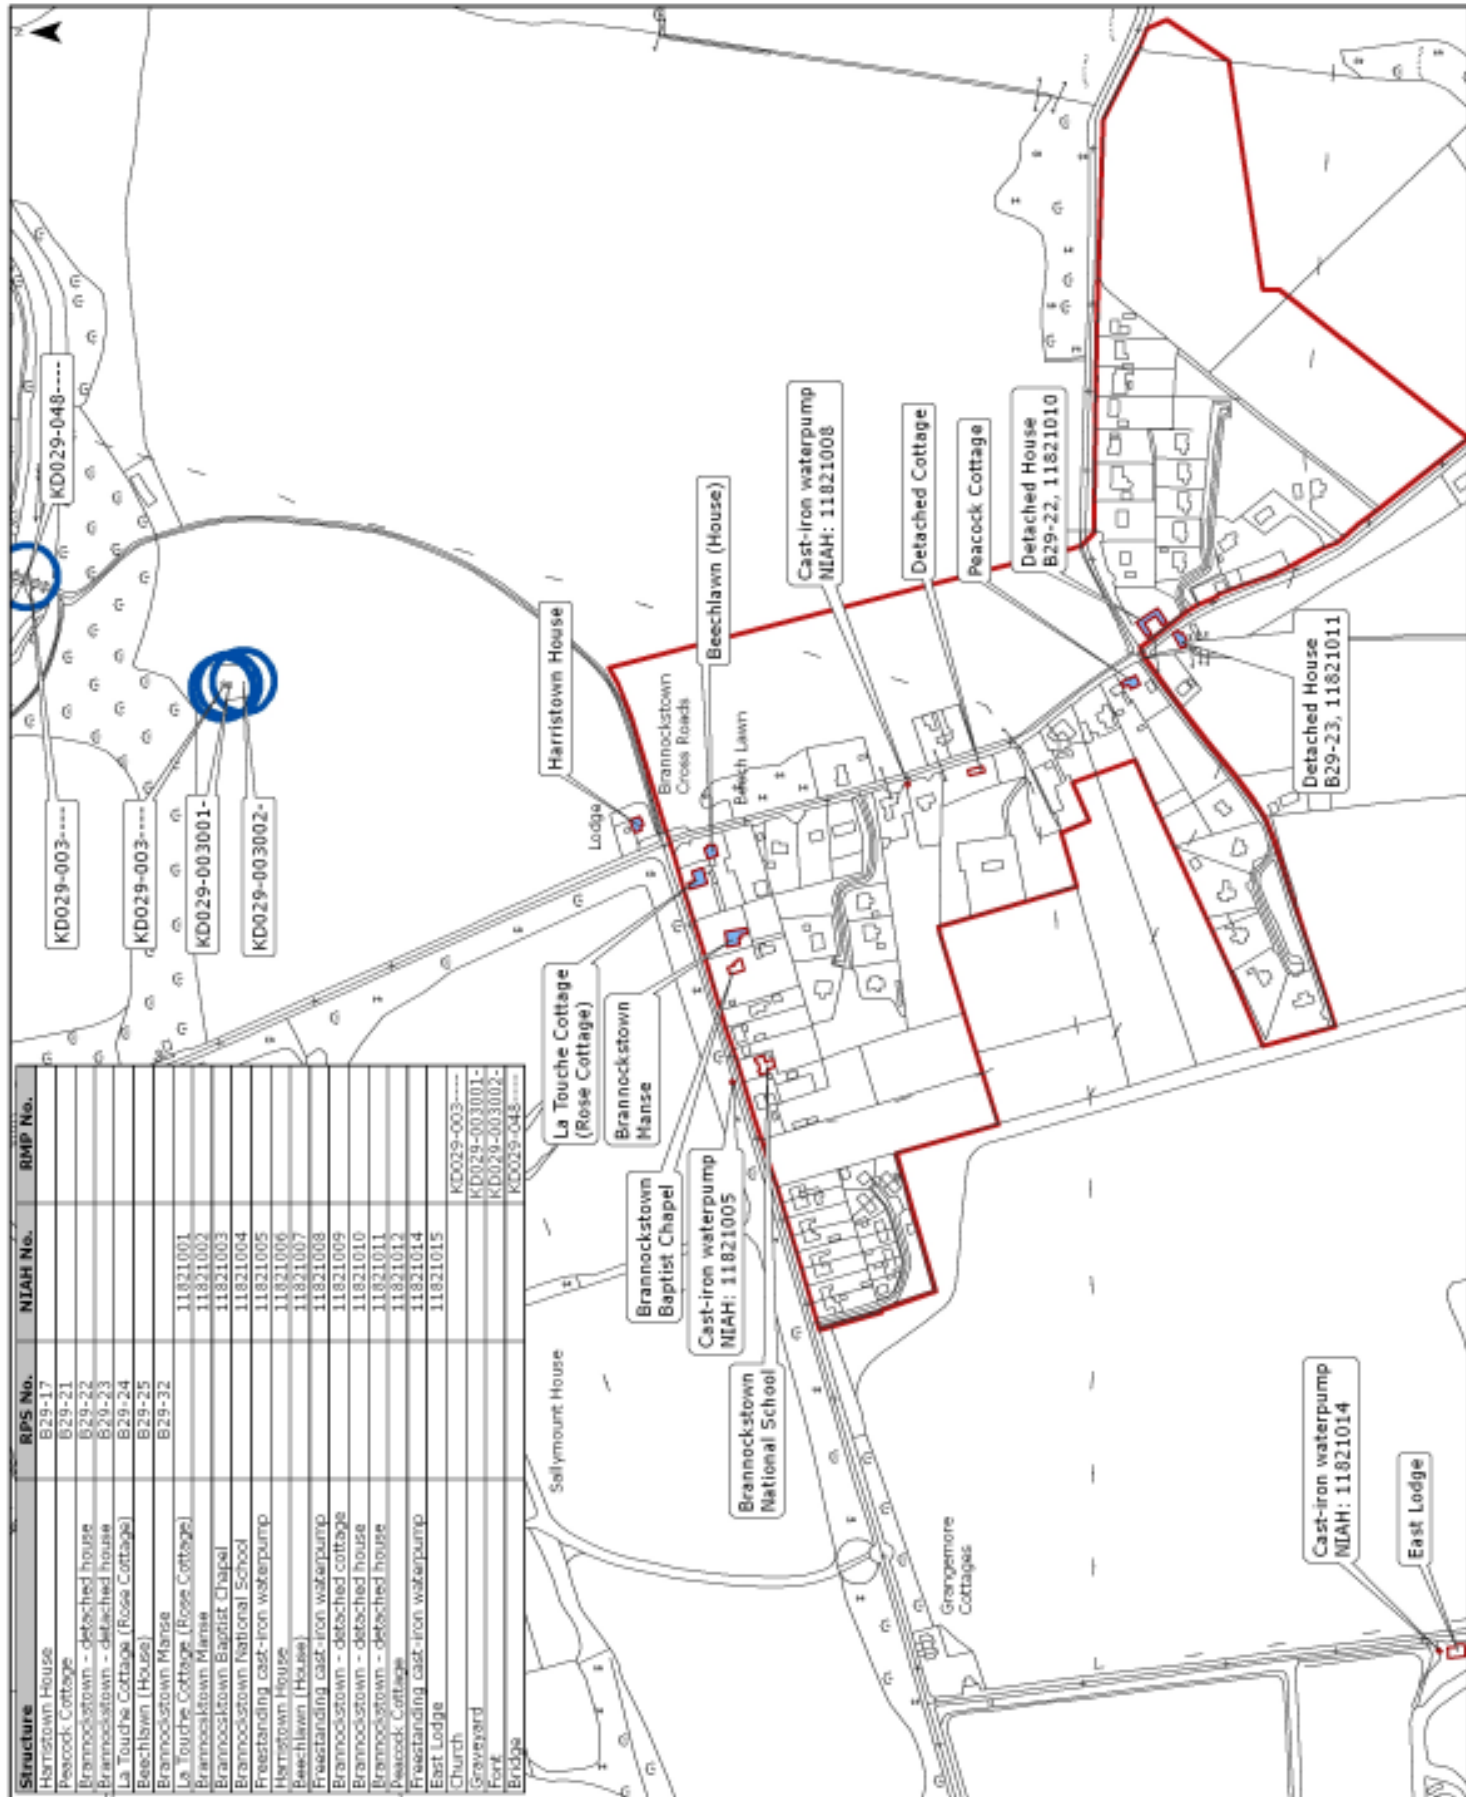 Structure RPS No. NIAH No. RMP No.
Harristown House B29-17
Peacock Cottage B29-21
Brannockstown - detached house B29-22
Brannockstown - detached house B29-23
La Touche Cottage (Rose Cottage) B29-24
Beechlawn (House) B29-25
Brannockstown Manse B29-32
La Touche Cottage (Rose Cottage) 11821001
Brannockstown Manse 11821002
Brannockstown Baptist Chapel 11821003
Brannockstown National School 11821004
Freestanding cast-iron waterpump 11821005
Harristown House 11821006
Beechlawn (House) 11821007
Freestanding cast-iron waterpump 11821008
Brannockstown - detached cottage 11821009
Brannockstown - detached house 11821010
Brannockstown - detached house 11821011
Peacock Cottage 11821012
Freestanding cast-iron waterpump 11821014
East Lodge 11821015
Church KD029-003----
Graveyard KD029-003001-
Font KD029-003002-
Bridge KD029-048----
KD029-003----
KD029-048----
KD029-003----
KD029-003001-
KD029-003002-
Harristown House
Lodge
Brannockstown
Cross Roads
Beechlawn (House)
Beech Lawn
La Touche Cottage
(Rose Cottage)
Brannockstown
Manse
Brannockstown
Baptist Chapel
Cast-iron waterpump
NIAH: 11821005
Brannockstown
National School
Sallymount House
Cast-iron waterpump
NIAH: 11821008
Detached Cottage
Peacock Cottage
Detached House
B29-22, 11821010
Detached House
B29-23, 11821011
Grangemore
Cottages
Cast-iron waterpump
NIAH: 11821014
East Lodge